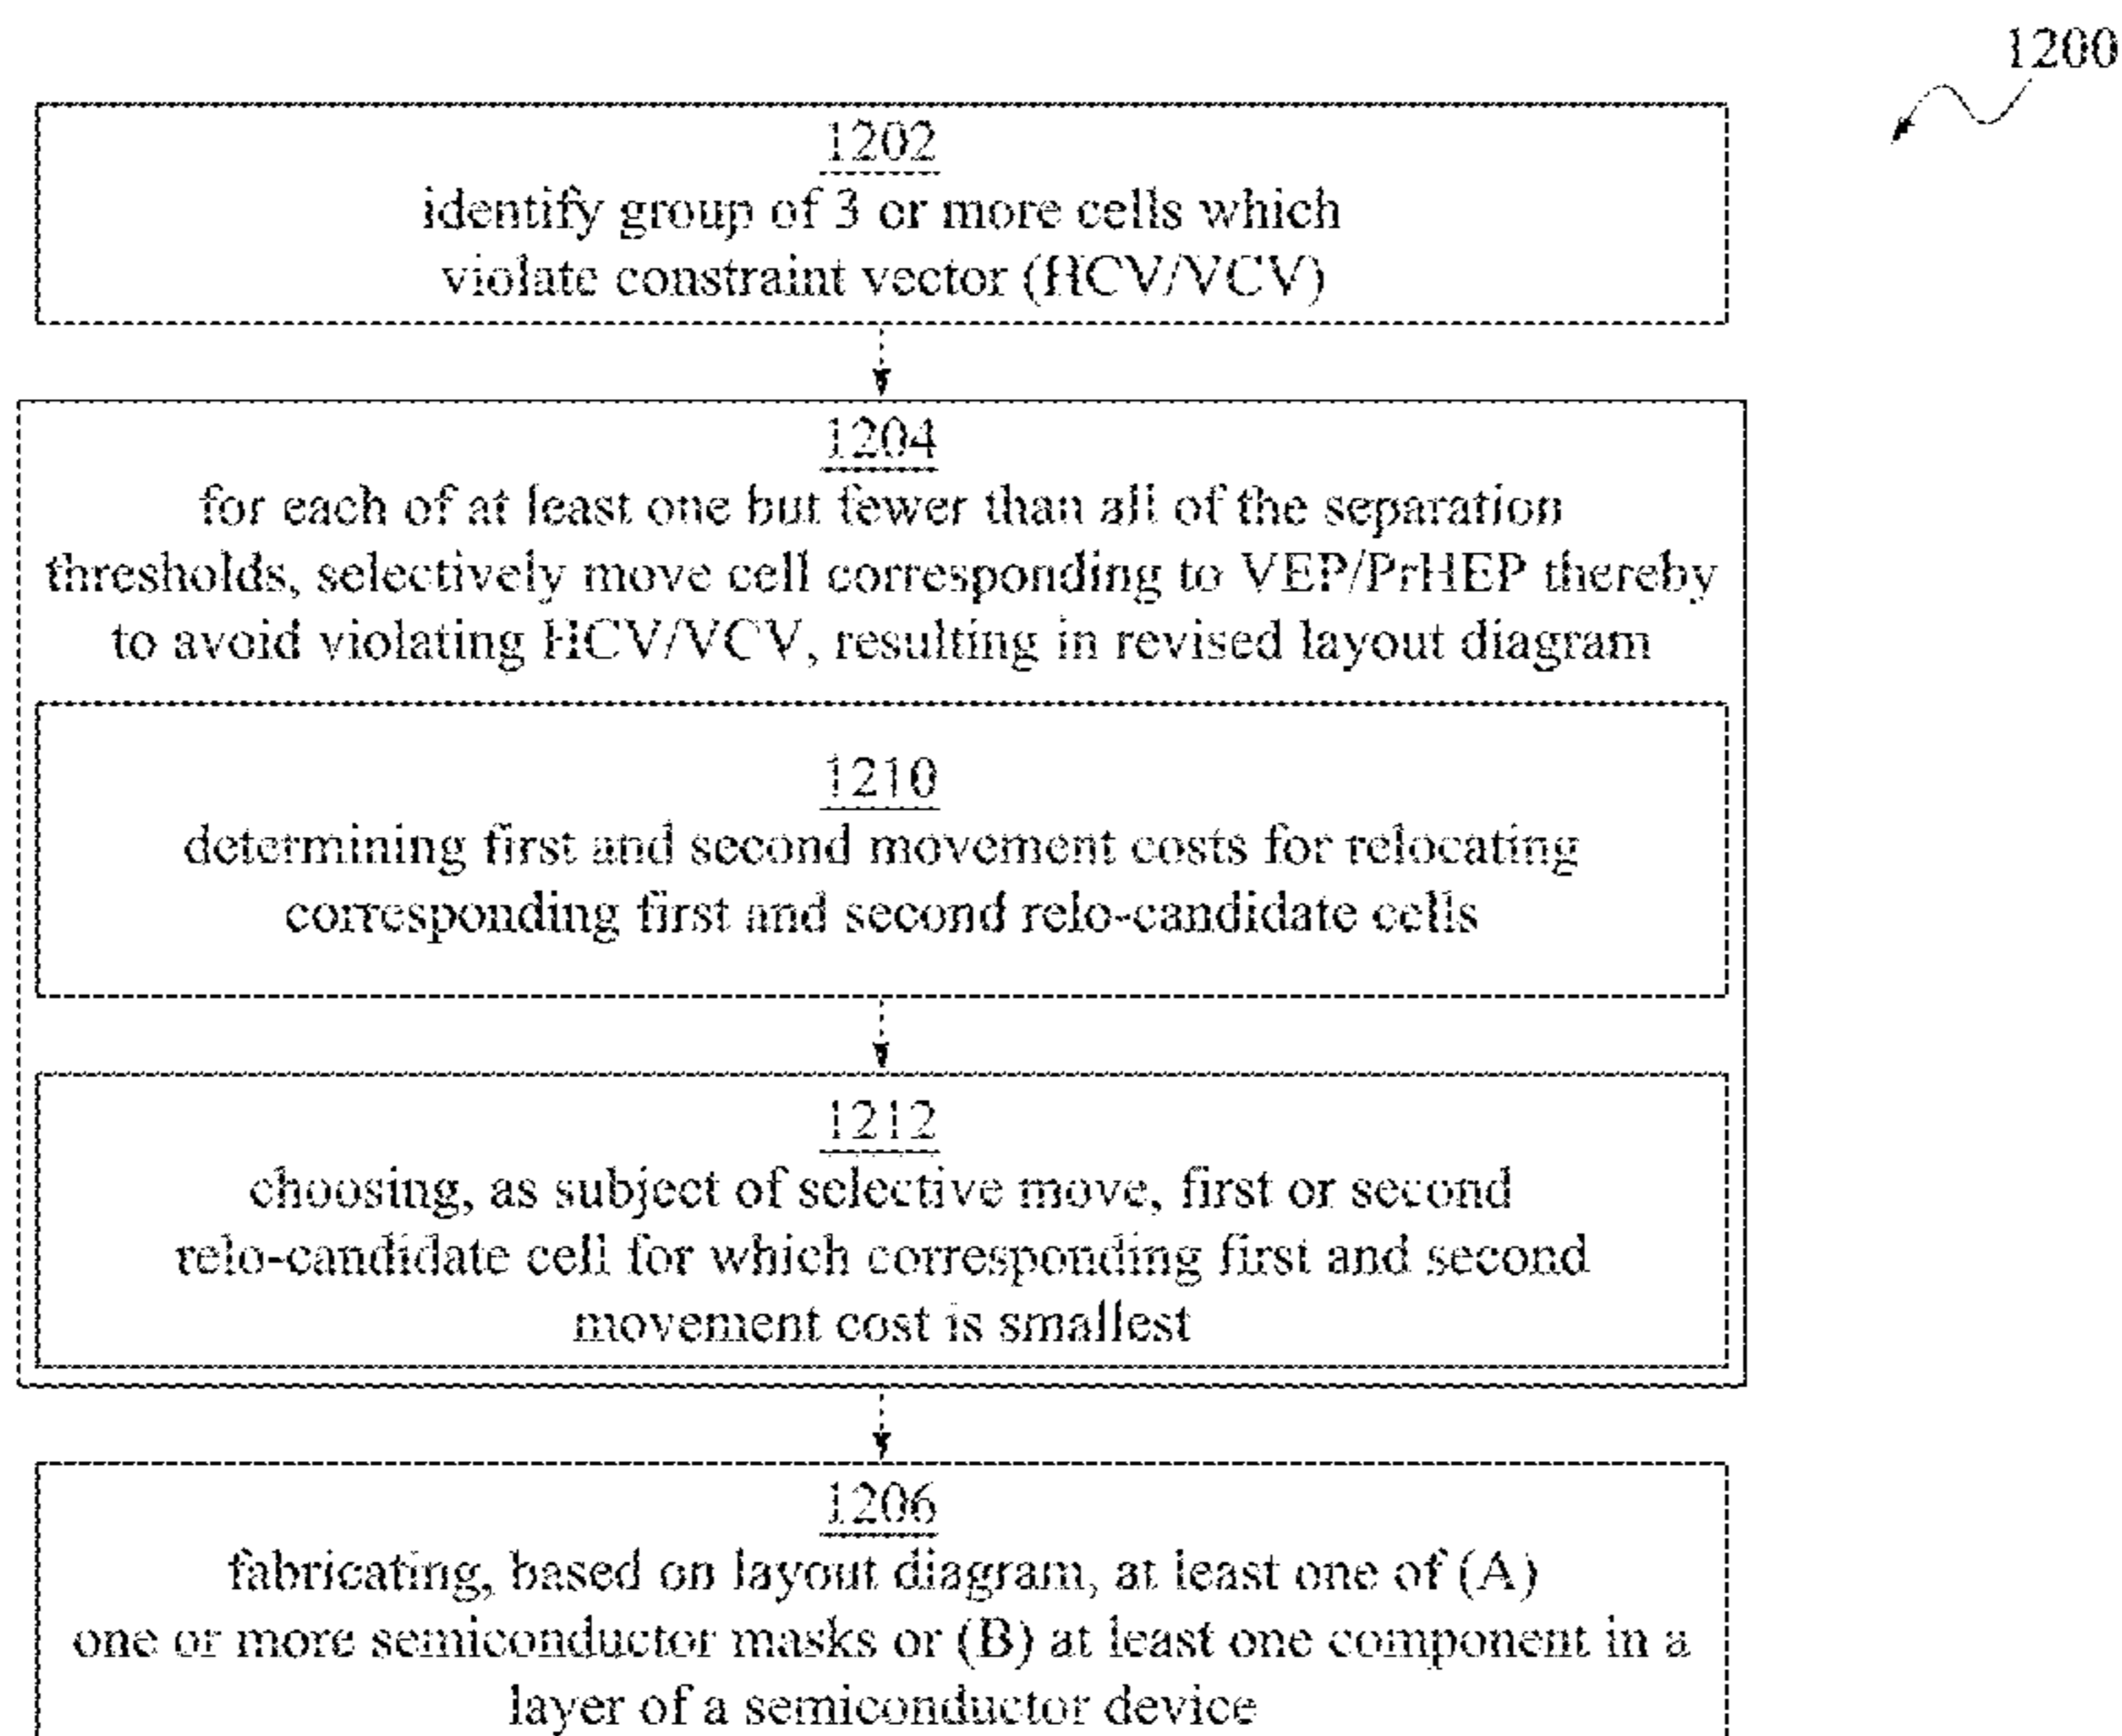 1200
1202
identify group of 3 or more cells which
violate constraint vector (HCV/VCV)
1204
for each of at least one but fewer than all of the separation
thresholds, selectively move cell corresponding to VEP/PrHEP thereby
to avoid violating HCV/VCV, resulting in revised layout diagram
1210
determining first and second movement costs for relocating
corresponding first and second relo-candidate cells
1212
choosing, as subject of selective move, first or second
relo-candidate cell for which corresponding first and second
movement cost is smallest
1206
fabricating, based on layout diagram, at least one of (A)
one or more semiconductor masks or (B) at least one component in a
layer of a semiconductor device